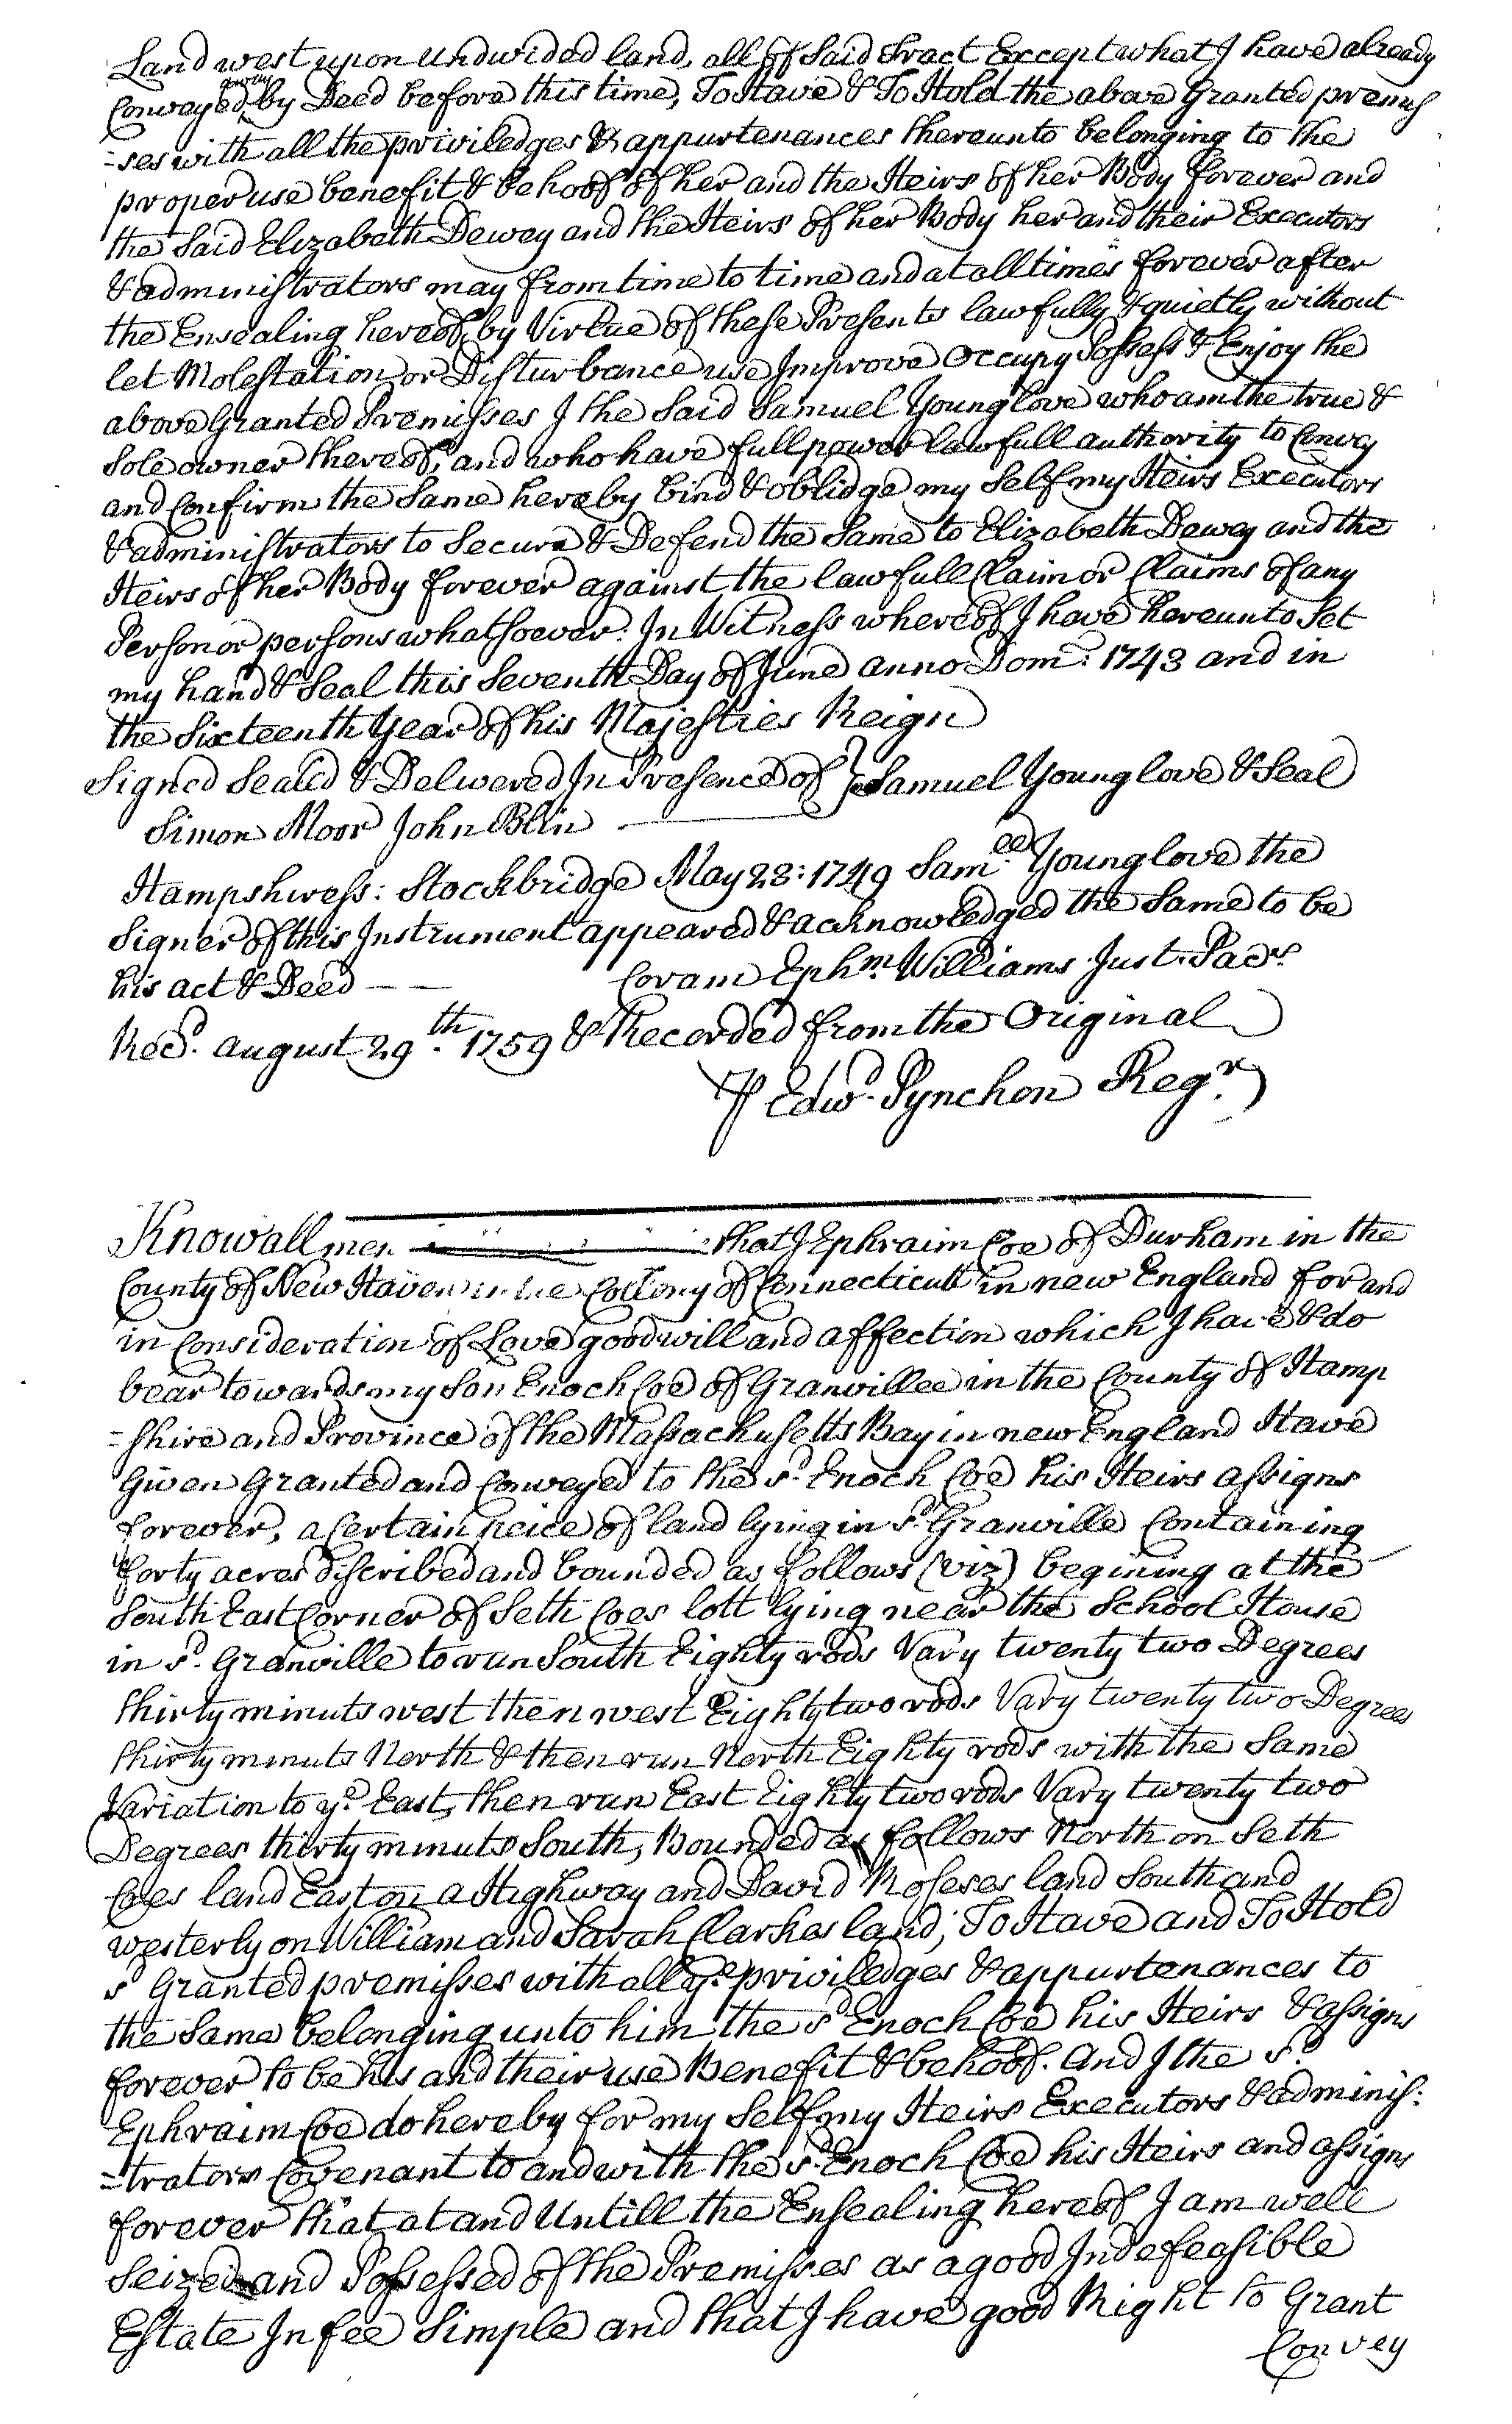 Land west upon Undivided land, all of Said Tract Except what I have already
Conveyed away by Deed before this time, To Have & To Hold the above Granted premis
=ses with all the priviledges & appurtenances thereunto belonging to the
proper use benefit & behoof of her and the Heirs of her Body forever and
the Said Elizabeth Dewey and the Heirs of her Body her and their Executors
& administrators may from time to time and at all times forever after
the Ensealing hereof, by Virtue of these Presents lawfully & quietly without
let Molestation or Disturbance use Improve Occupy Possess & Enjoy the
above Granted Premisses I the Said Samuel Younglove who am the true &
Sole owner thereof, and who have full power lawfull authority to Convey
and Confirm the Same hereby bind & oblidge my Self my Heirs Executors
& administrators to Secure & Defend the Same to Elizabeth Dewey and the
Heirs of her Body forever against the lawfull Claim or Claims of any
Person or persons whatsoever: In Witness whereof I have hereunto Set
my hand & Seal this Seventh Day of June anno Dom: 1743 and in
the Sixteenth Year of his Majesties Reign
Signed Sealed & Delivered In Presence of } Samuel Younglove & Seal
Simon Moor John Blin
Hampshire ss: Stockbridge May 23: 1749 Samll Younglove the
Signer of this Instrument appeared & acknowledged the Same to be
his act & Deed — — Coram Ephm. Williams Just. Pacs
Recd. august 29th. 1759 & Recorded from the Original
P Edwd. Pynchon Regr.
Know all men that I Ephraim Coe of Durham in the
County of New Haven in the Collony of Connecticutt in new England for and
in Consideration of Love good will and affection which I have & do
bear towards my Son Enoch Coe of Granvillee in the County of Hamp
=shire and Province of the Massachusetts Bay in new England Have
Given Granted and Conveyed to the sd. Enoch Coe his Heirs assigns
forever, a Certain peice of land lying in sd. Granville Containing
forty acres discribed and bounded as follows (viz) begining at the
South East Corner of Seth Coes lott lying near the School House
in sd. Granville to run South Eighty rods Vary twenty two Degrees
thirty minuts west then west Eighty two rods Vary twenty two Degrees
thirty minuts North & then run North Eighty rods with the Same
Variation to ye. East, then run East Eighty two rods Vary twenty two
Degrees thirty minuts South, Bounded as follows North on Seth
Coes land East on a Highway and David Roseses land South and
westerly on William and Sarah Clarkes land; To Have and To Hold
sd Granted premisses with all ye. priviledges & appurtenances to
the Same belonging unto him the sd Enoch Coe his Heirs & assigns
forever to be his and their use Benefit & behoof. And I the sd.
Ephraim Coe do hereby for my Self my Heirs Executors & adminis:
=trators Covenant to and with the sd. Enoch Coe his Heirs and assigns
forever that at and Untill the Ensealing hereof I am well
Seized and Possessed of the Premisses as a good Indefeasible
Estate In fee Simple and that I have good Right to Grant
Convey